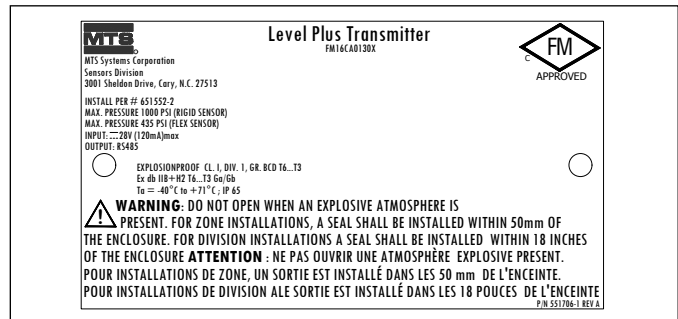 MTS
Level Plus Transmitter
FM16CA0130X
MTS Systems Corporation
Sensors Division
3001 Sheldon Drive, Cary, N.C. 27513
C FM
APPROVED
INSTALL PER # 651552-2
MAX. PRESSURE 1000 PSI (RIGID SENSOR)
MAX. PRESSURE 435 PSI (FLEX SENSOR)
INPUT: ⎓28V (120mA)max
OUTPUT: RS485
EXPLOSIONPROOF CL. I, DIV. 1, GR. BCD T6...T3
Ex db IIB+H2 T6...T3 Ga/Gb
Ta = -40°C to +71°C ; IP 65
WARNING: DO NOT OPEN WHEN AN EXPLOSIVE ATMOSPHERE IS
PRESENT. FOR ZONE INSTALLATIONS, A SEAL SHALL BE INSTALLED WITHIN 50mm OF
THE ENCLOSURE. FOR DIVISION INSTALLATIONS A SEAL SHALL BE INSTALLED WITHIN 18 INCHES
OF THE ENCLOSURE ATTENTION : NE PAS OUVRIR UNE ATMOSPHÈRE EXPLOSIVE PRESENT.
POUR INSTALLATIONS DE ZONE, UN SORTIE EST INSTALLÉ DANS LES 50 mm DE L'ENCEINTE.
POUR INSTALLATIONS DE DIVISION ALE SORTIE EST INSTALLÉ DANS LES 18 POUCES DE L'ENCEINTE
P/N 551706-1 REV A